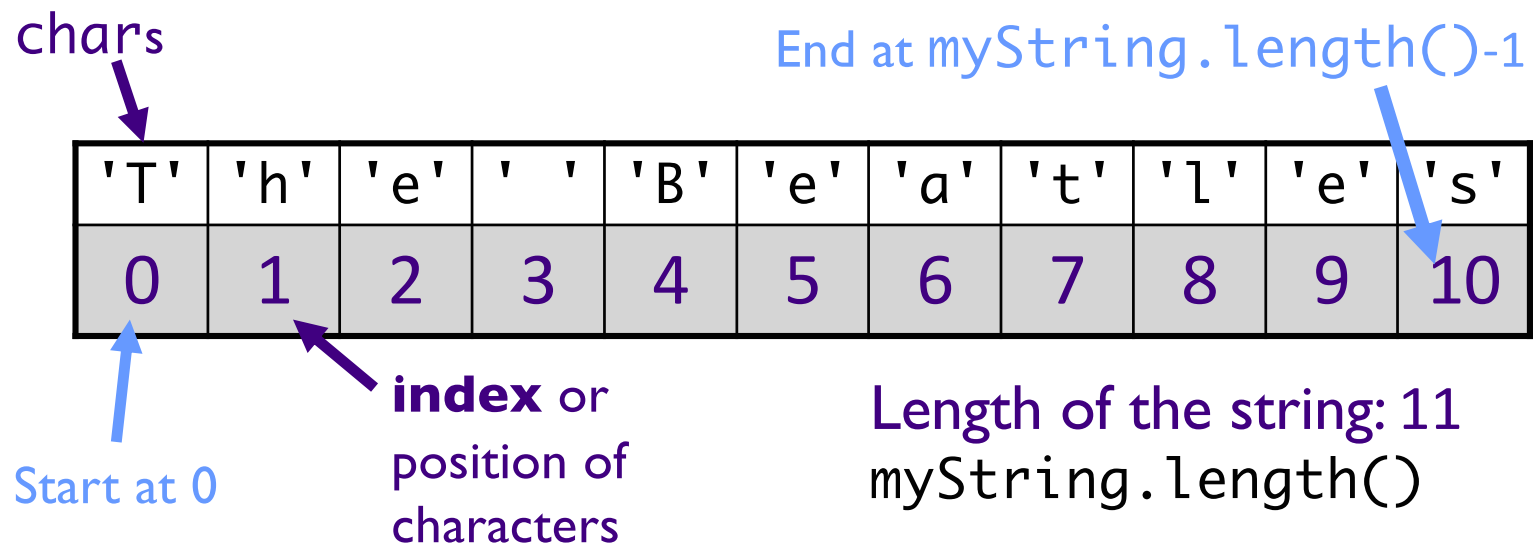 chars
End at myString.length()-1
'T' 'h' 'e' ' ' 'B' 'e' 'a' 't' 'l' 'e' 's'
0 1 2 3 4 5 6 7 8 9 10
Start at 0
index or
position of
characters
Length of the string: 11
myString.length()